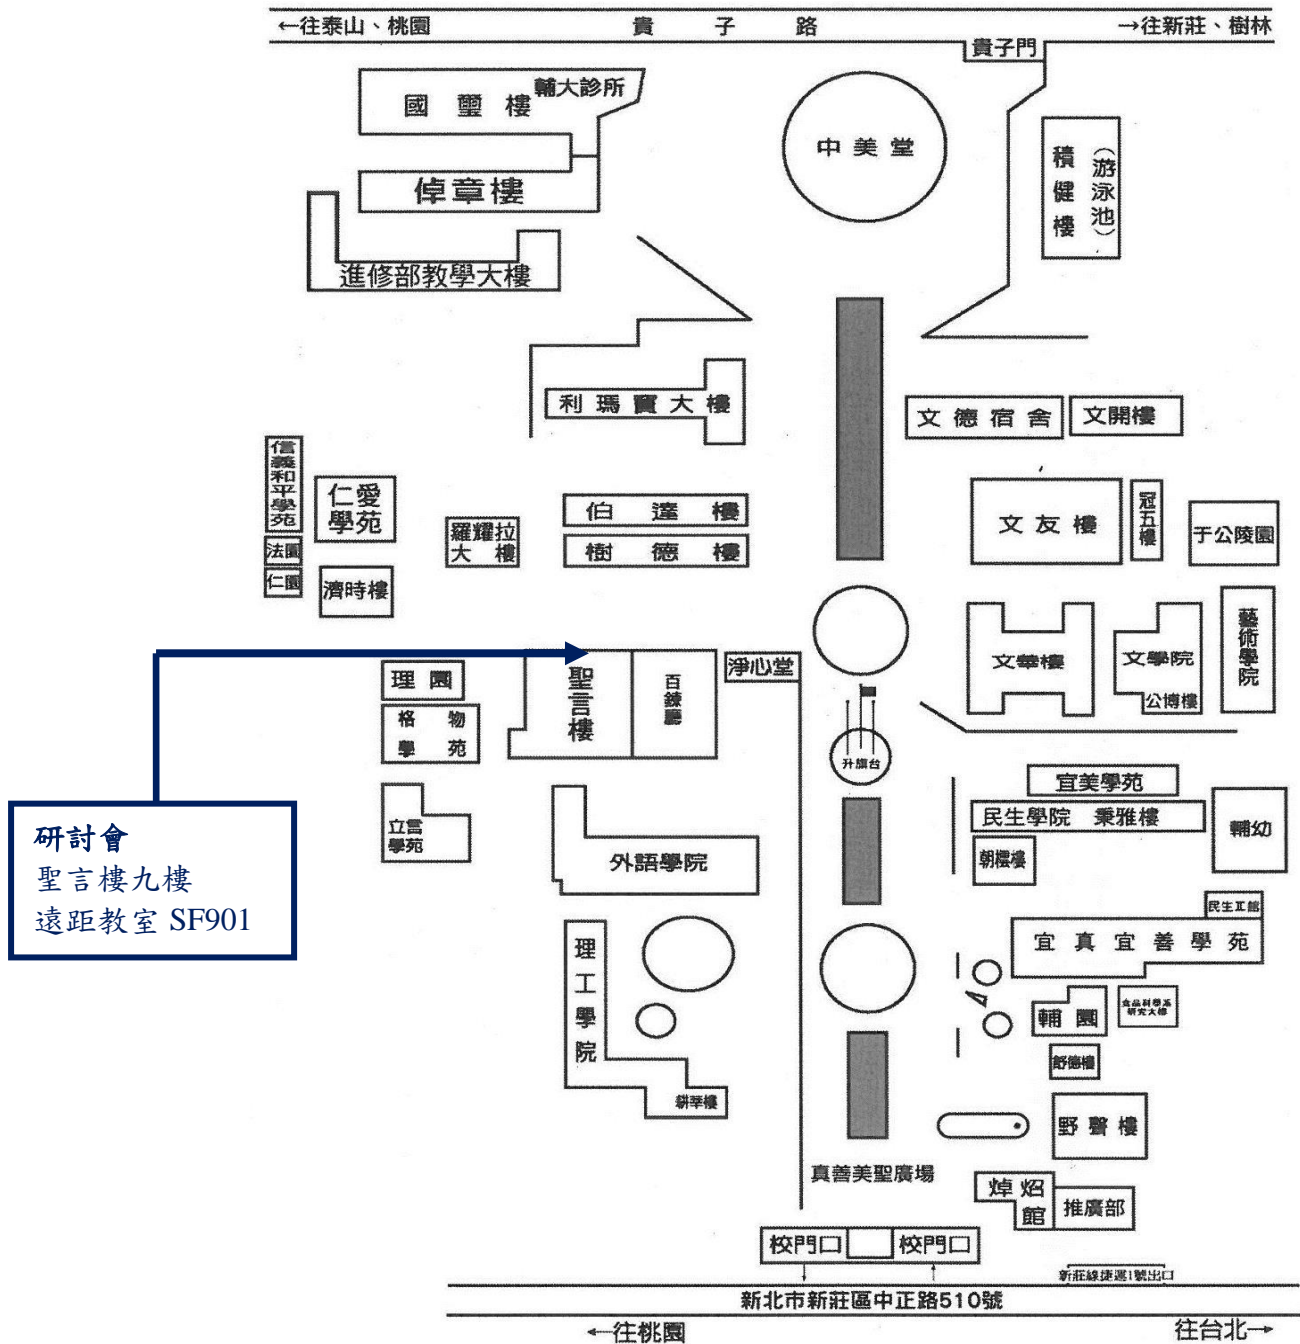 ←往泰山、桃園
貴子路
→往新莊、樹林
貴子門
輔大診所
國璽樓
中美堂
積健樓
(游泳池)
倬章樓
進修部教學大樓
利瑪竇大樓
文德宿舍
文開樓
信義和平學苑
仁愛
學苑
羅耀拉
大樓
伯達樓
樹德樓
文友樓
冠五樓
于公陵園
法園
仁園
濟時樓
文華樓
文學院
公博樓
藝術學院
理園
聖言樓
百鍊廳
淨心堂
格物
學苑
升旗台
宜美學苑
民生學院 秉雅樓
輔幼
朝橒樓
立言
學苑
外語學院
研討會
聖言樓九樓
遠距教室 SF901
民生工館
宜真宜善學苑
理工學院
輔園
食品科學系
研究大樓
舒德樓
耕莘樓
野聲樓
真善美聖廣場
焯炤
館
推廣部
校門口
校門口
新莊線捷運1號出口
新北市新莊區中正路510號
←往桃園
往台北→